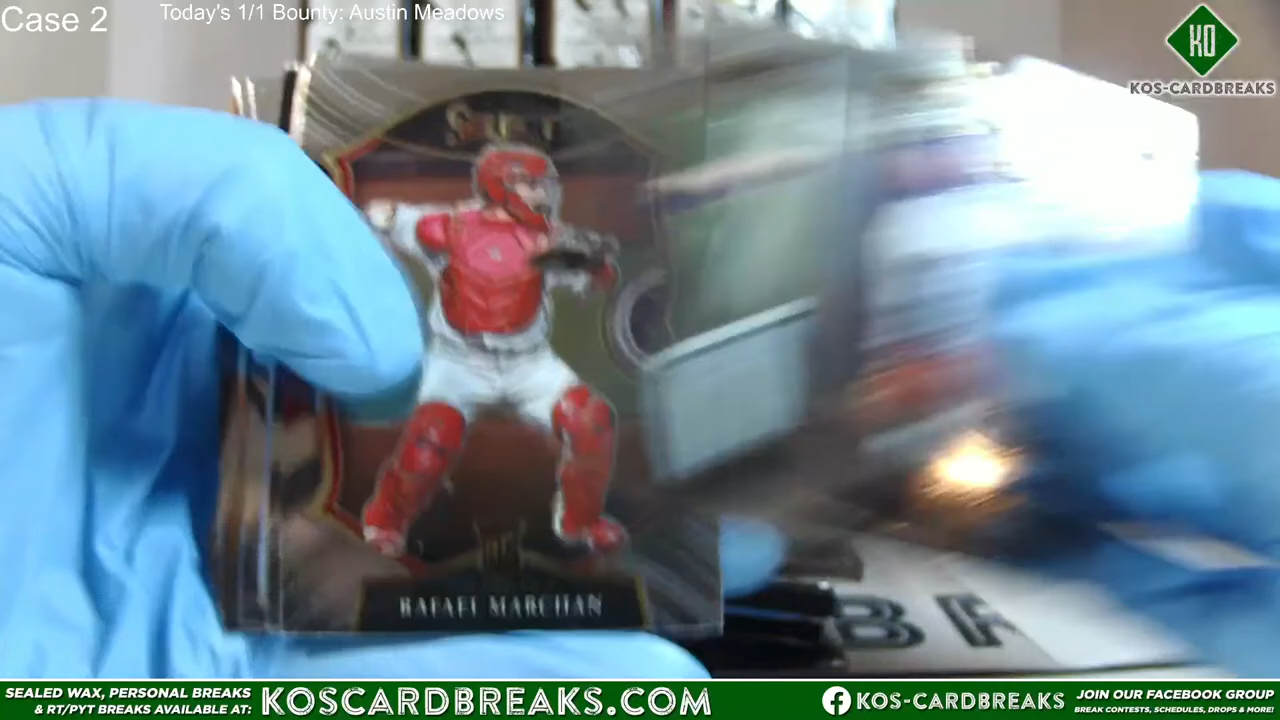 Case 2
Today's 1/1 Bounty: Austin Meadows
KO
KOS-CARDBREAKS
RAFAEL MARCHAN
BR
SEALED WAX, PERSONAL BREAKS
& RT/PYT BREAKS AVAILABLE AT:
KOSCARDBREAKS.COM
KOS-CARDBREAKS
JOIN OUR FACEBOOK GROUP
BREAK CONTESTS, SCHEDULES, DROPS & MORE!